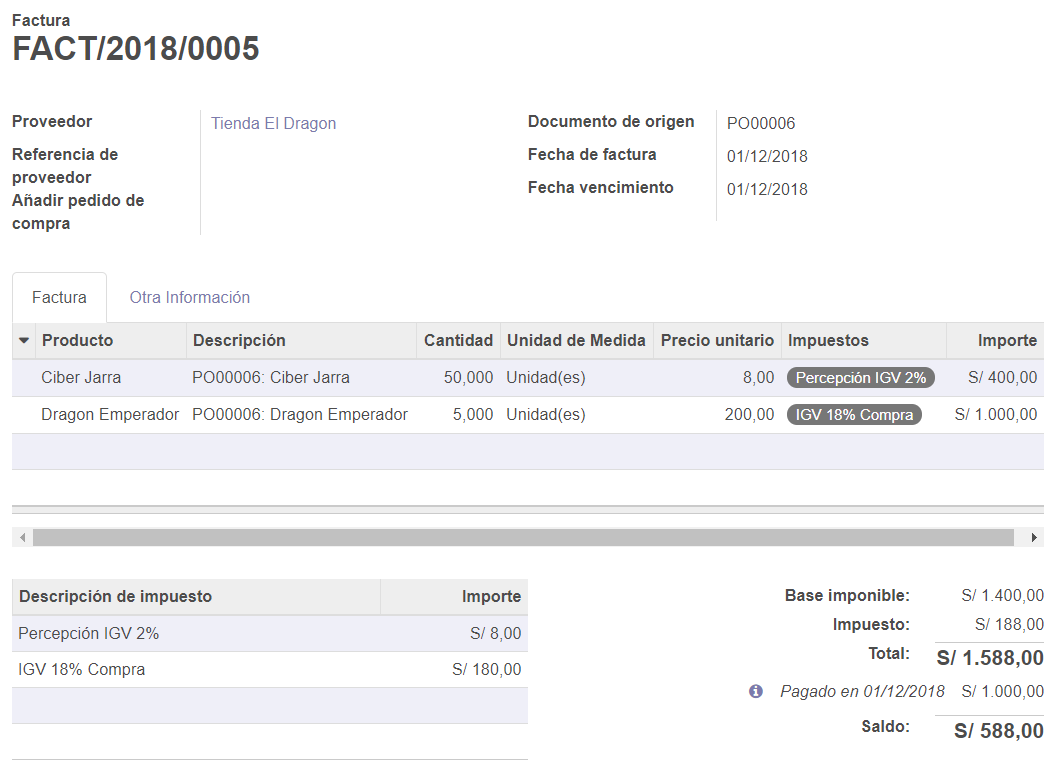 Factura
FACT/2018/0005
Proveedor
Tienda El Dragon
Referencia de
proveedor
Añadir pedido de
compra
Documento de origen
PO00006
Fecha de factura
01/12/2018
Fecha vencimiento
01/12/2018
Factura Otra Información
Producto Descripción Cantidad Unidad de Medida Precio unitario Impuestos Importe
Ciber Jarra PO00006: Ciber Jarra 50,000 Unidad(es) 8,00 Percepción IGV 2% S/ 400,00
Dragon Emperador PO00006: Dragon Emperador 5,000 Unidad(es) 200,00 IGV 18% Compra S/ 1.000,00
Descripción de impuesto Importe
Percepción IGV 2% S/ 8,00
IGV 18% Compra S/ 180,00
Base imponible: S/ 1.400,00
Impuesto: S/ 188,00
Total: S/ 1.588,00
Pagado en 01/12/2018 S/ 1.000,00
Saldo: S/ 588,00